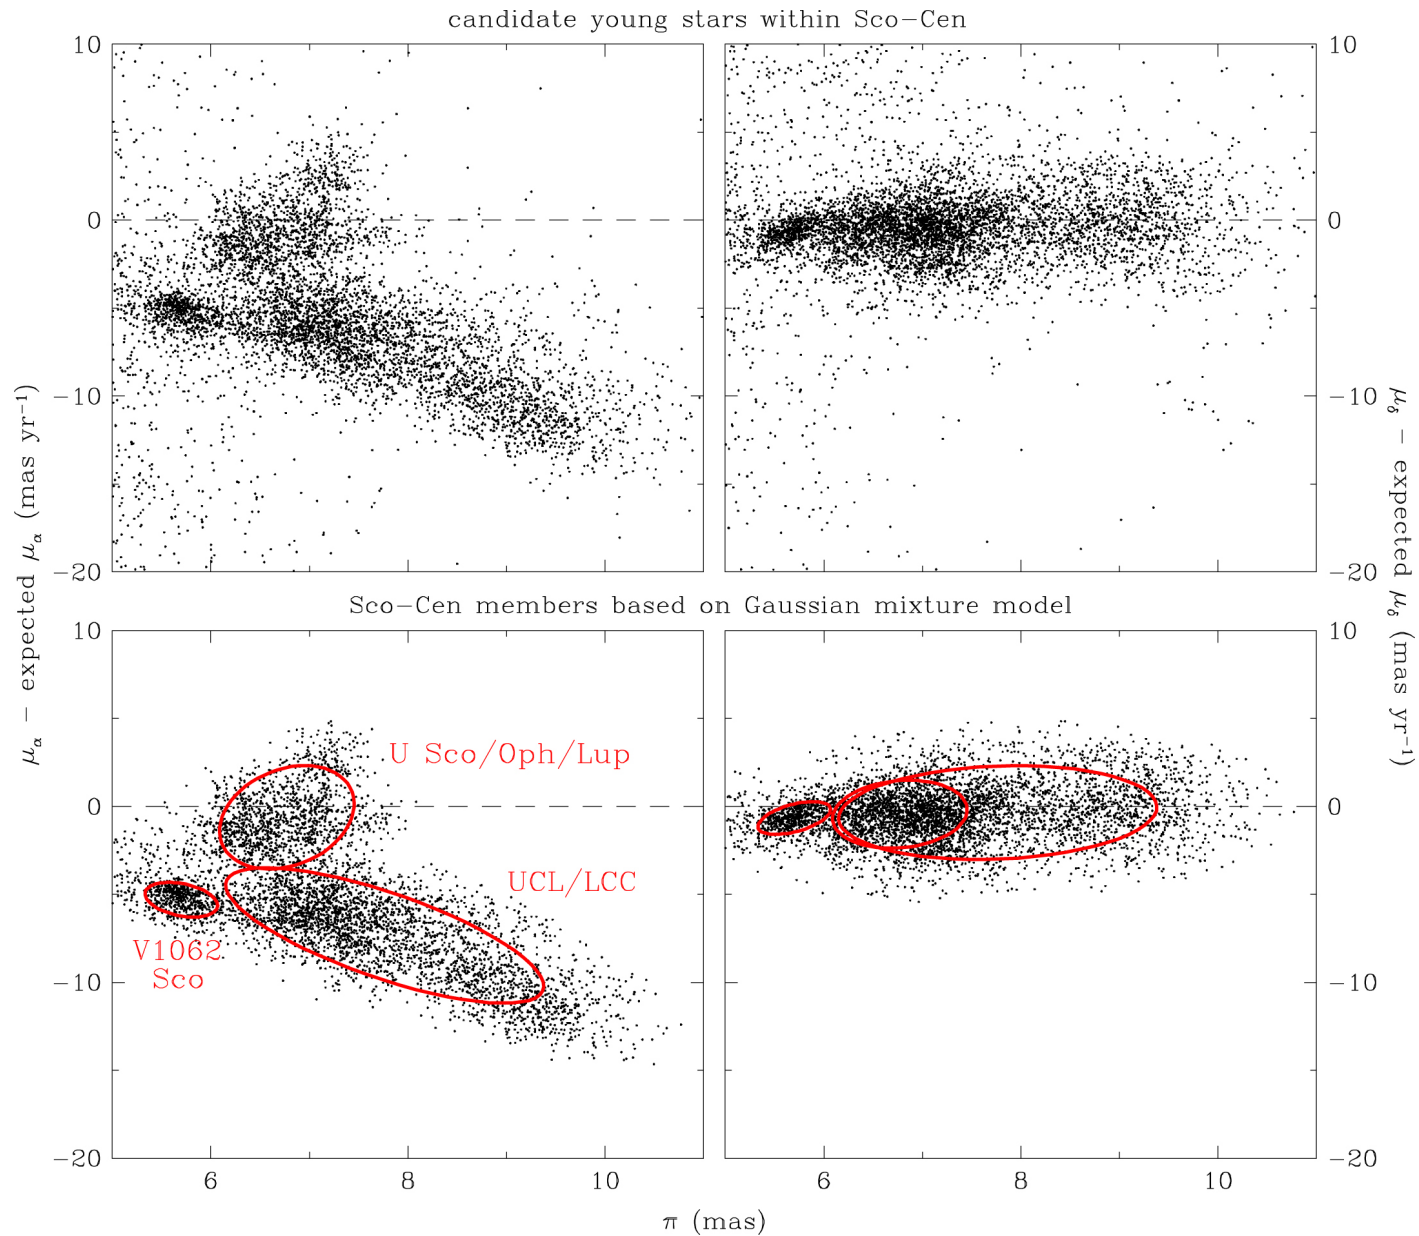 candidate young stars within Sco−Cen
10
0
−10
−20
10
0
−10
−20
Sco−Cen members based on Gaussian mixture model
10
0
−10
−20
U Sco/Oph/Lup
UCL/LCC
V1062
Sco
10
0
−10
−20
6
8
10
6
8
10
π (mas)
μα − expected μα (mas yr⁻¹)
μδ − expected μδ (mas yr⁻¹)